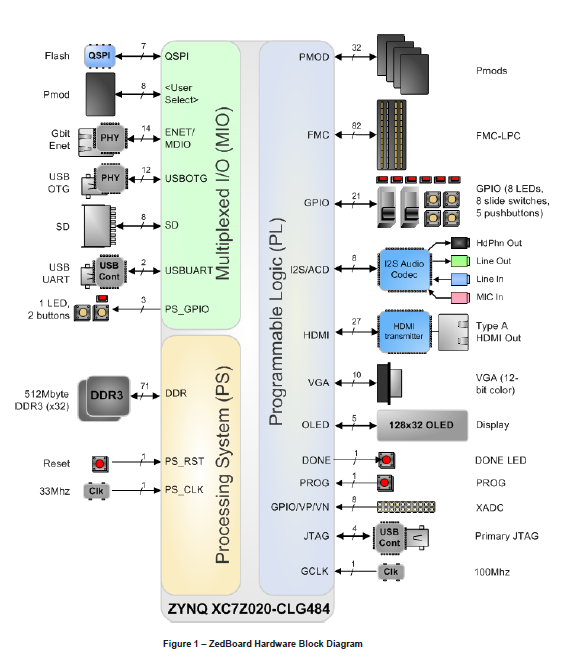 Flash
QSPI
7
QSPI
Pmod
8
<User
Select>
Gbit
Enet
PHY
14
ENET/
MDIO
USB
OTG
PHY
12
USBOTG
SD
8
SD
USB
UART
USB
Cont
2
USBUART
1 LED,
2 buttons
3
PS_GPIO
Multiplexed I/O (MIO)
512Mbyte
DDR3 (x32)
DDR3
71
DDR
Reset
1
PS_RST
33Mhz
Clk
1
PS_CLK
Processing System (PS)
Programmable Logic (PL)
PMOD
32
Pmods
FMC
82
FMC-LPC
GPIO
21
GPIO (8 LEDs,
8 slide switches,
5 pushbuttons)
I2S/ACD
8
I2S Audio
Codec
HdPhn Out
Line Out
Line In
MIC In
HDMI
27
HDMI
transmitter
Type A
HDMI Out
VGA
10
VGA (12-
bit color)
OLED
5
128x32 OLED
Display
DONE
1
DONE LED
PROG
1
PROG
GPIO/VP/VN
8
XADC
JTAG
4
USB
Cont
Primary JTAG
GCLK
1
Clk
100Mhz
ZYNQ XC7Z020-CLG484
Figure 1 – ZedBoard Hardware Block Diagram